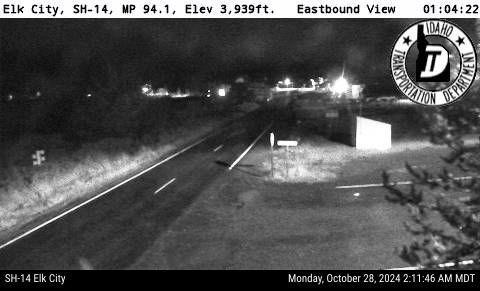 Elk City, SH-14, MP 94.1, Elev 3,939ft. Eastbound View 01:04:22
IDAHO
TRANSPORTATION DEPARTMENT
SH-14 Elk City Monday, October 28, 2024 2:11:46 AM MDT